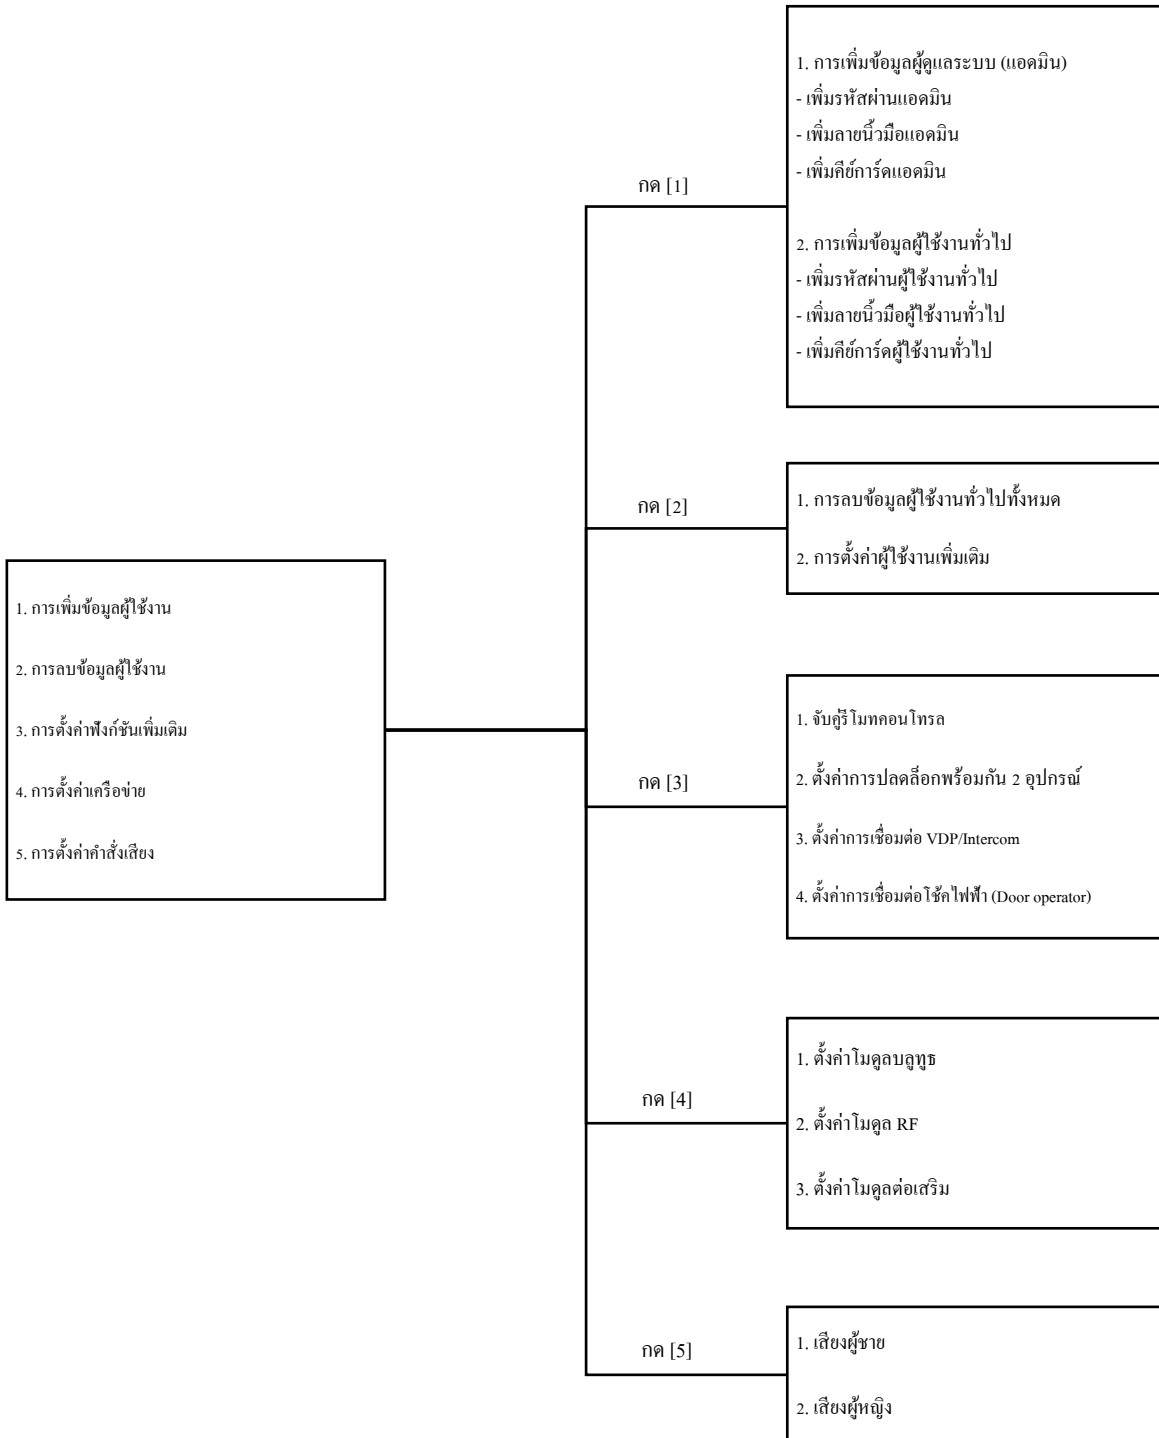 1. การเพิ่มข้อมูลผู้ดูแลระบบ (แอดมิน)
- เพิ่มรหัสผ่านแอดมิน
- เพิ่มลายนิ้วมือแอดมิน
- เพิ่มคีย์การ์ดแอดมิน
กด [1]
2. การเพิ่มข้อมูลผู้ใช้งานทั่วไป
- เพิ่มรหัสผ่านผู้ใช้งานทั่วไป
- เพิ่มลายนิ้วมือผู้ใช้งานทั่วไป
- เพิ่มคีย์การ์ดผู้ใช้งานทั่วไป
กด [2]
1. การลบข้อมูลผู้ใช้งานทั่วไปทั้งหมด
2. การตั้งค่าผู้ใช้งานเพิ่มเติม
1. การเพิ่มข้อมูลผู้ใช้งาน
2. การลบข้อมูลผู้ใช้งาน
3. การตั้งค่าฟังก์ชันเพิ่มเติม
4. การตั้งค่าเครือข่าย
5. การตั้งค่าคำสั่งเสียง
กด [3]
1. จับคู่รีโมทคอนโทรล
2. ตั้งค่าการปลดล็อกพร้อมกัน 2 อุปกรณ์
3. ตั้งค่าการเชื่อมต่อ VDP/Intercom
4. ตั้งค่าการเชื่อมต่อโช้คไฟฟ้า (Door operator)
กด [4]
1. ตั้งค่าโมดูลบลูทูธ
2. ตั้งค่าโมดูล RF
3. ตั้งค่าโมดูลต่อเสริม
กด [5]
1. เสียงผู้ชาย
2. เสียงผู้หญิง